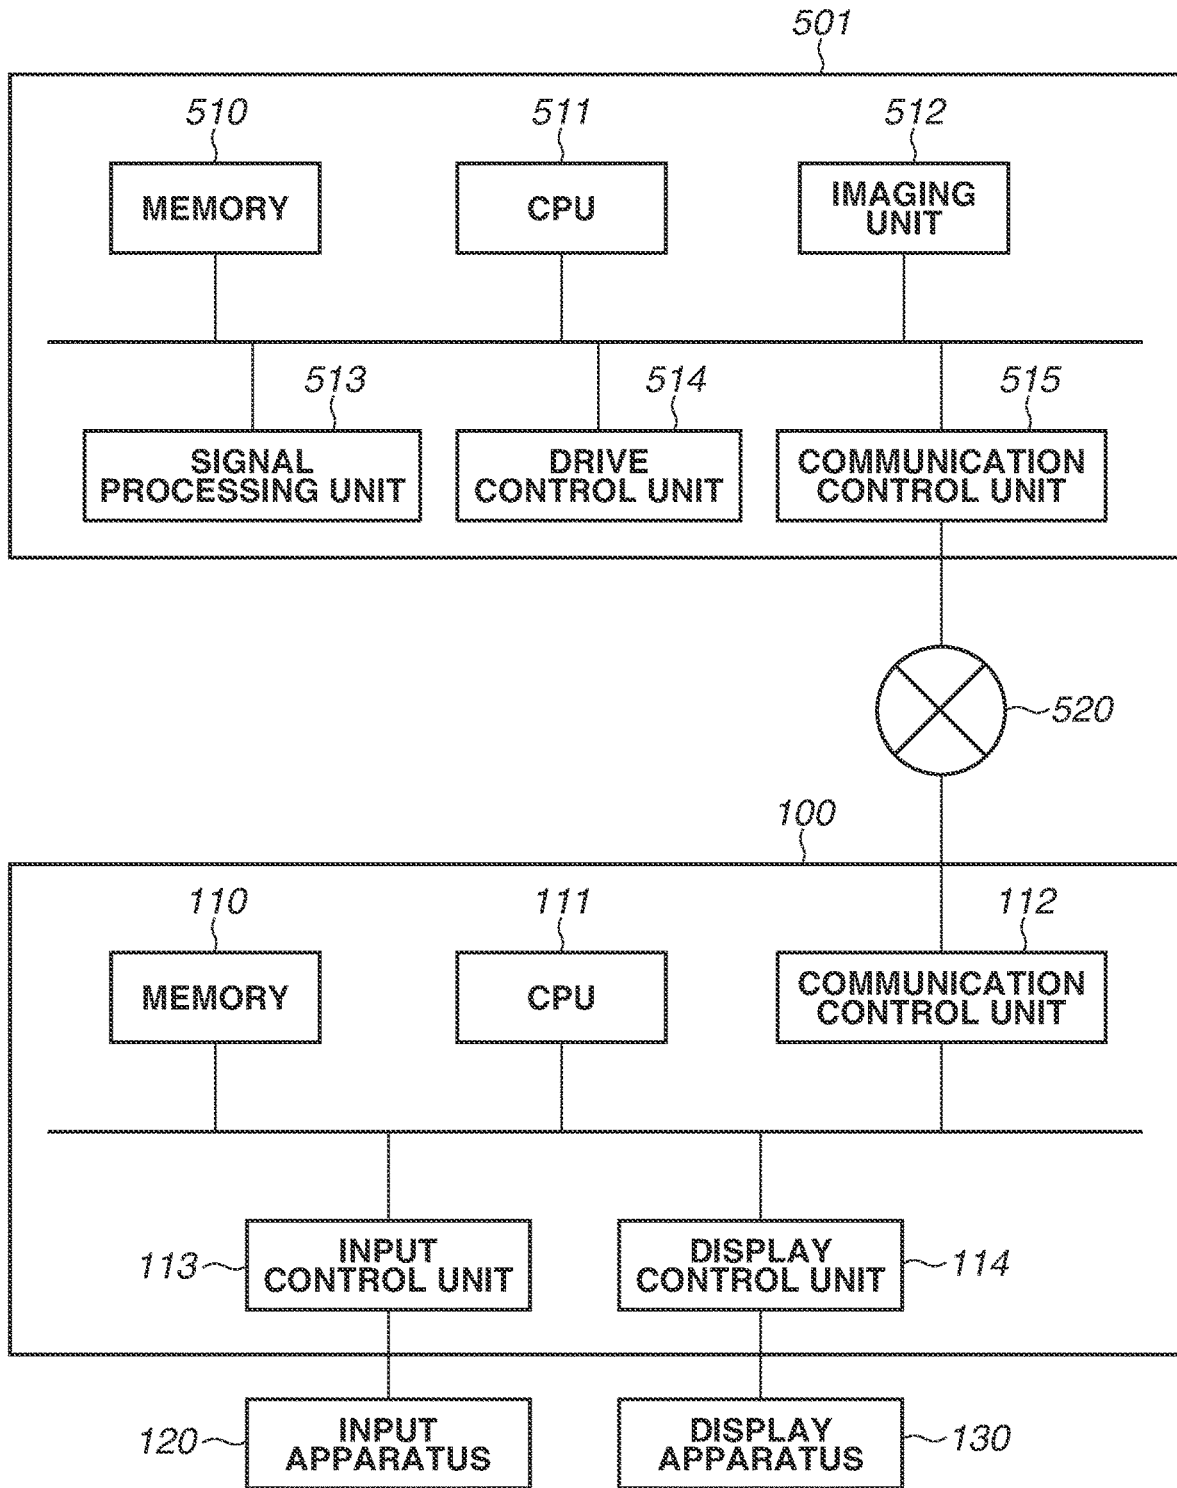 501
510
511
512
MEMORY
CPU
IMAGING
UNIT
513
514
515
SIGNAL
PROCESSING UNIT
DRIVE
CONTROL UNIT
COMMUNICATION
CONTROL UNIT
520
100
110
111
112
MEMORY
CPU
COMMUNICATION
CONTROL UNIT
113
INPUT
CONTROL UNIT
DISPLAY
CONTROL UNIT
114
120
INPUT
APPARATUS
DISPLAY
APPARATUS
130